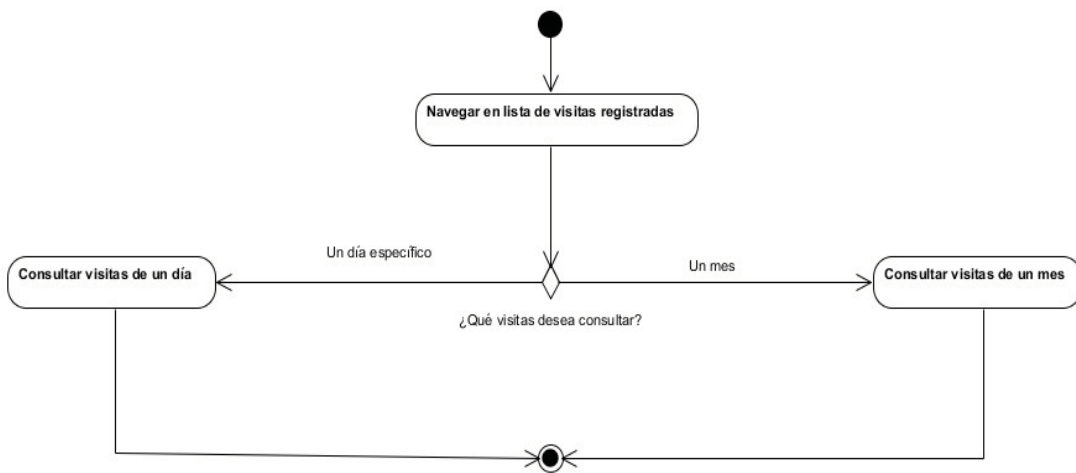 Navegar en lista de visitas registradas
Un día específico
Un mes
Consultar visitas de un día
Consultar visitas de un mes
¿Qué visitas desea consultar?